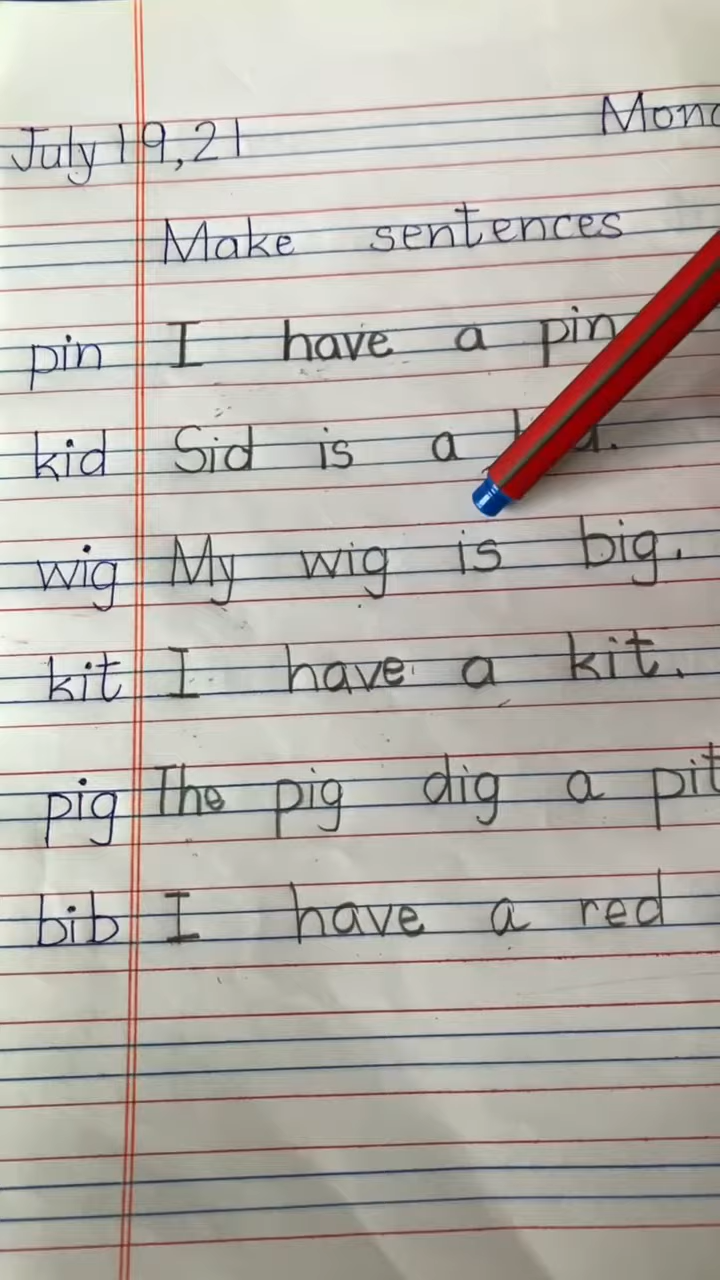 July 19, 21 Mon
Make sentences
pin I have a pin
kid Sid is a
wig My wig is big.
kit I have a kit.
pig The pig dig a pit
bib I have a red